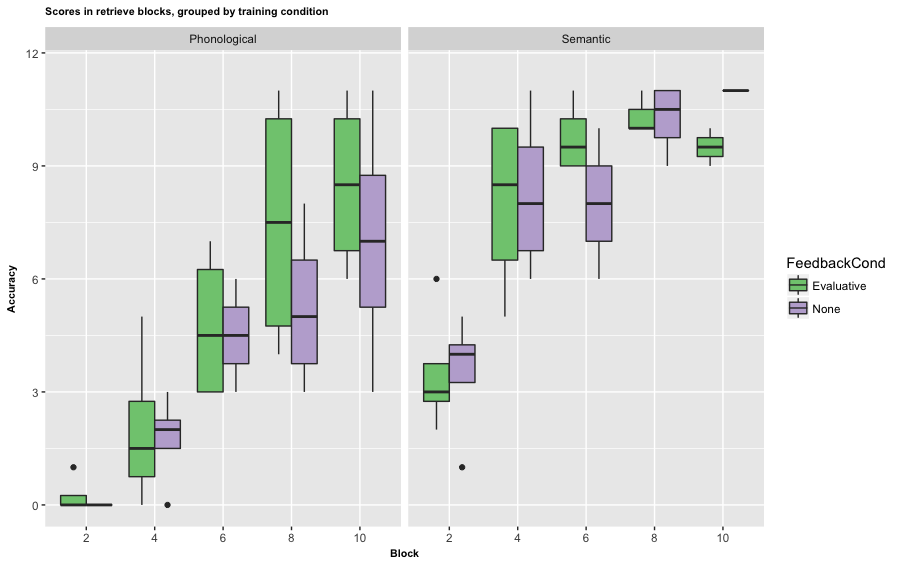 Scores in retrieve blocks, grouped by training condition
Phonological
Semantic
12
9
6
3
0
Accuracy
2 4 6 8 10
2 4 6 8 10
Block
FeedbackCond
Evaluative
None